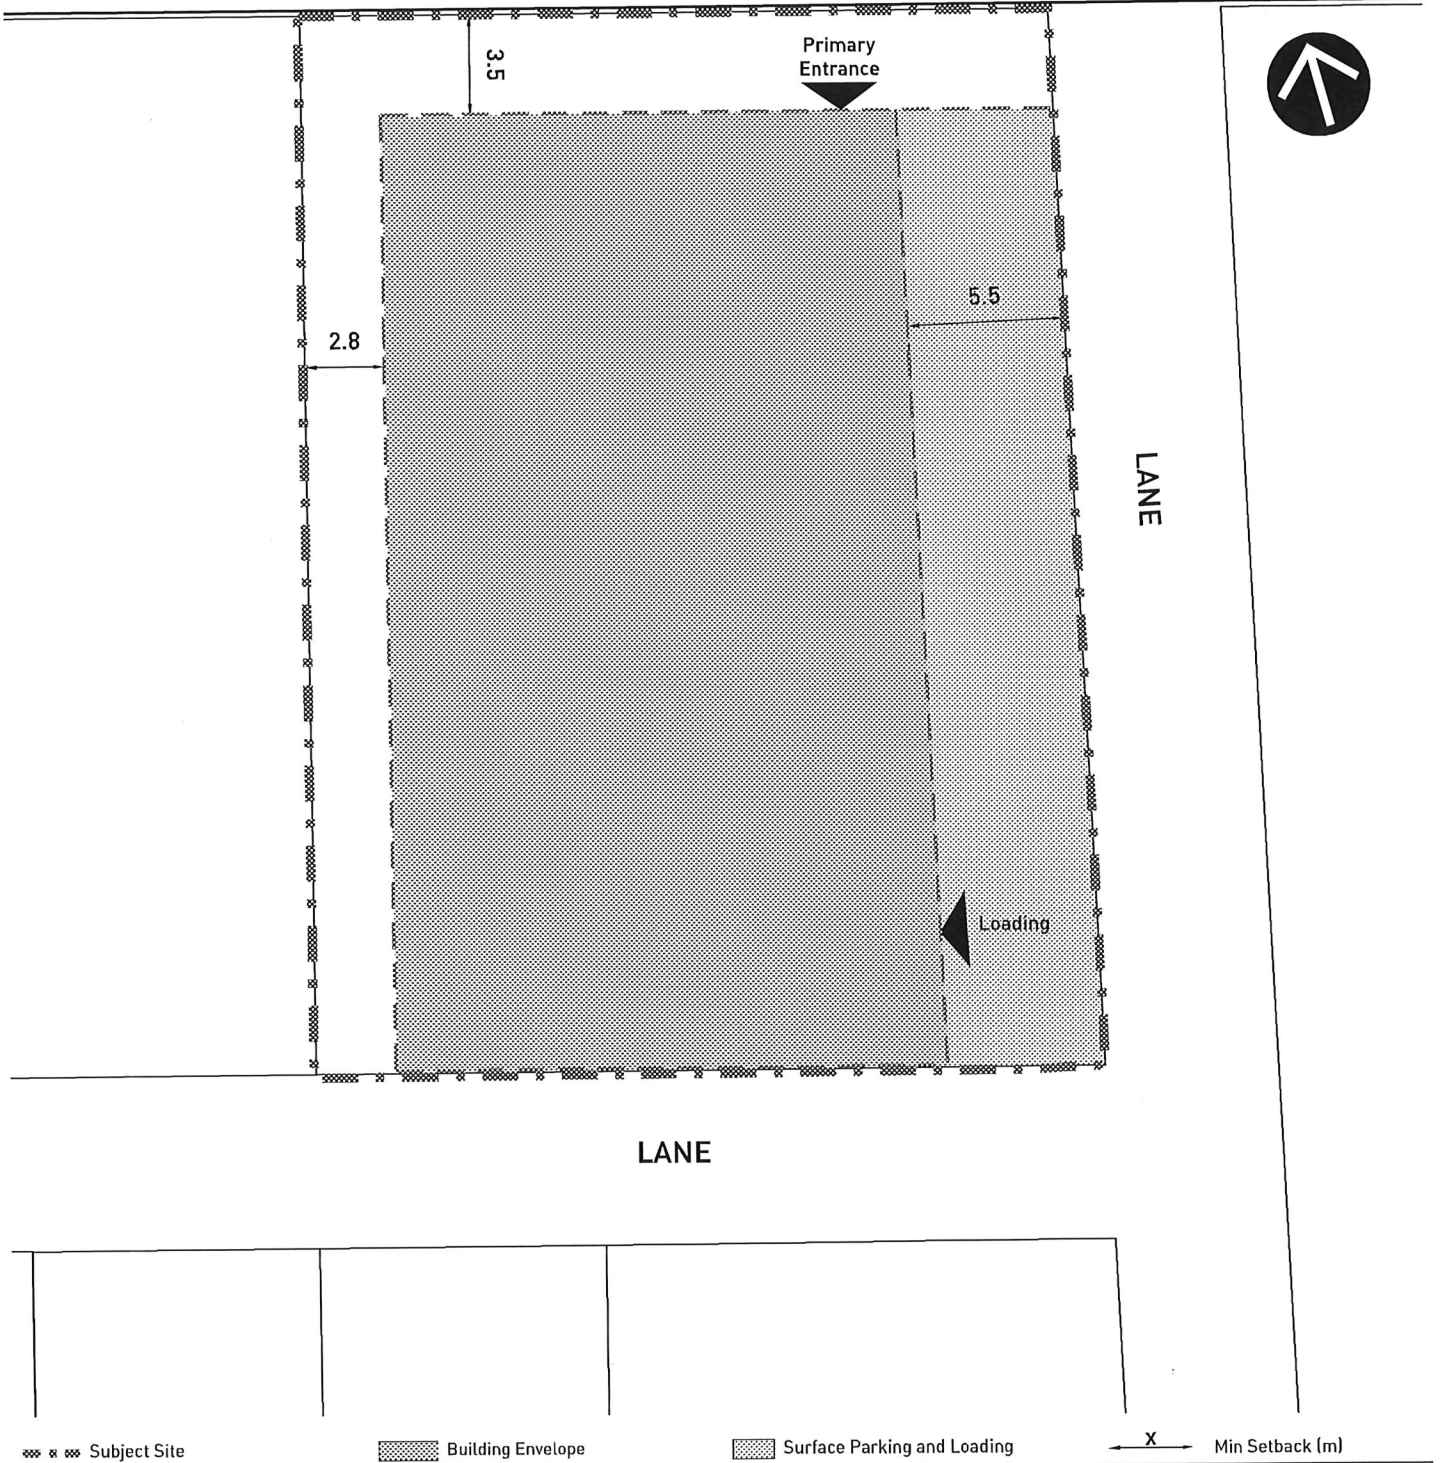 3.5
Primary
Entrance
5.5
2.8
LANE
Loading
LANE
Subject Site
Building Envelope
Surface Parking and Loading
X
Min Setback (m)